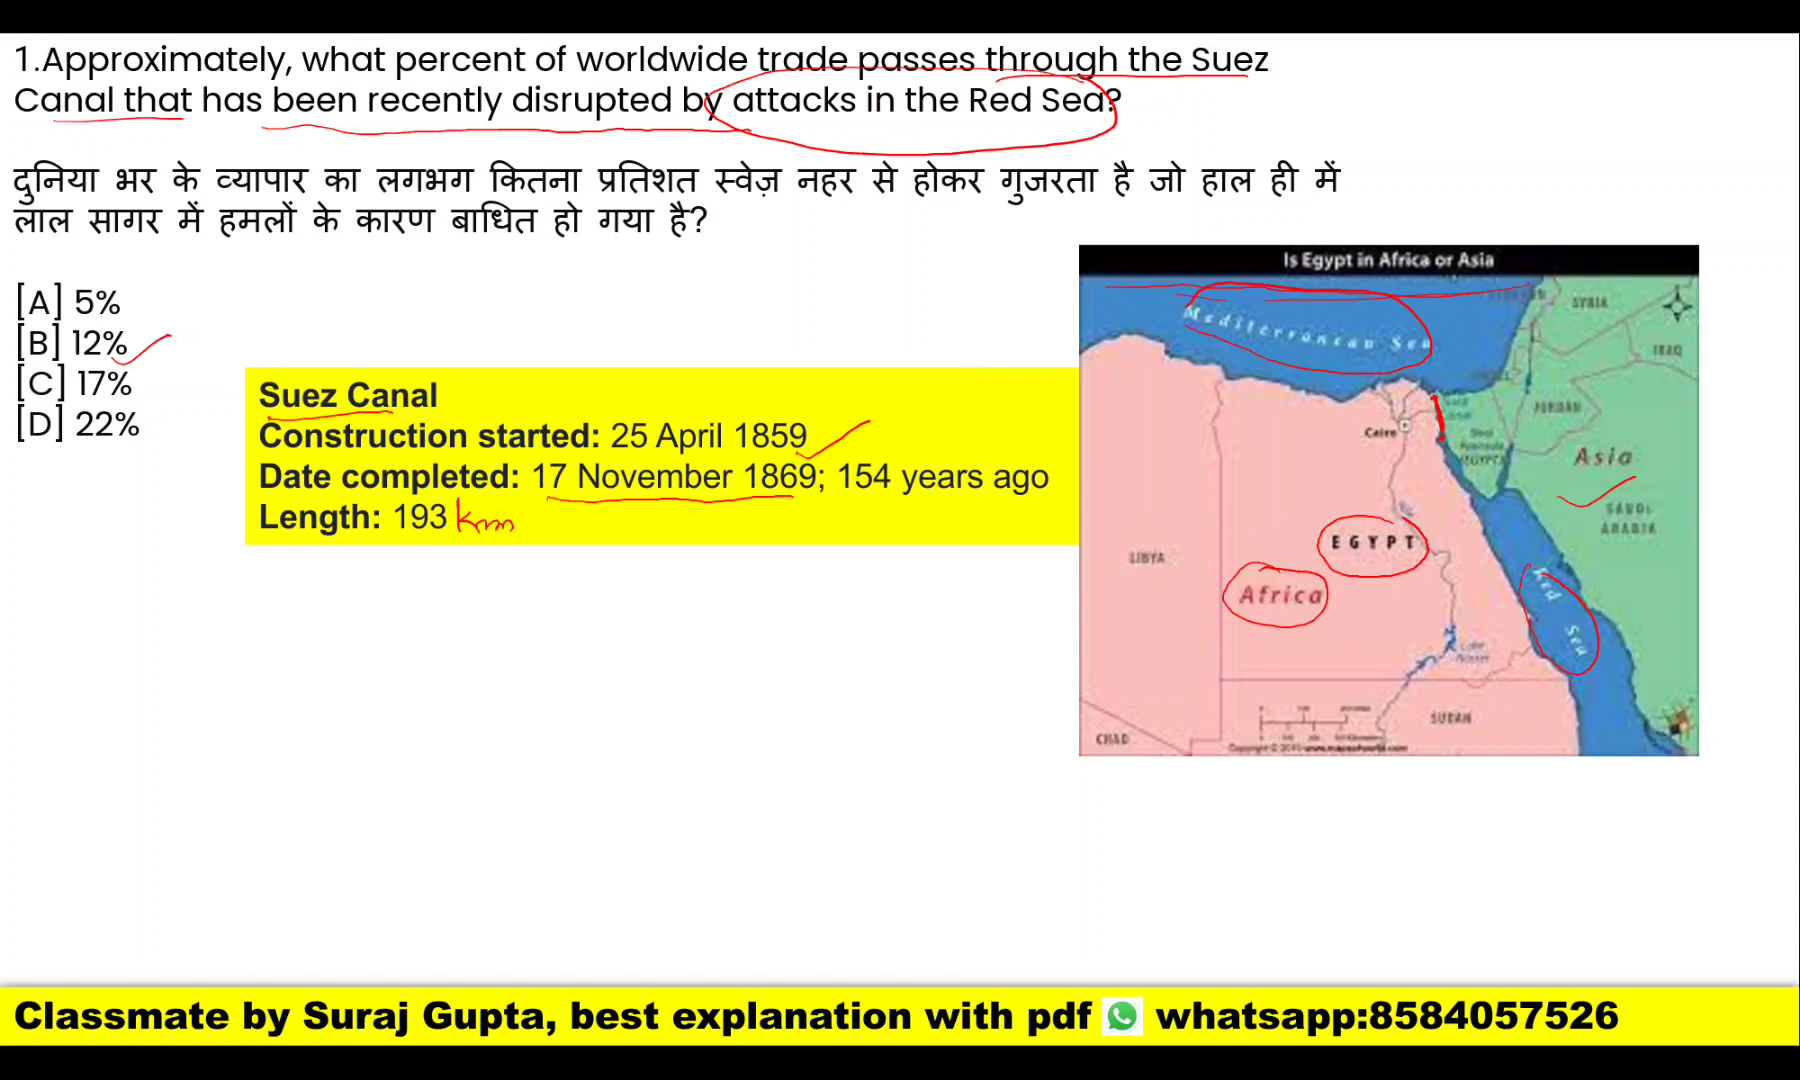 1.Approximately, what percent of worldwide trade passes through the Suez
Canal that has been recently disrupted by attacks in the Red Sea?
दुनिया भर के व्यापार का लगभग कितना प्रतिशत स्वेज़ नहर से होकर गुजरता है जो हाल ही में
लाल सागर में हमलों के कारण बाधित हो गया है?
[A] 5%
[B] 12%
[C] 17%
[D] 22%
Suez Canal
Construction started: 25 April 1859
Date completed: 17 November 1869; 154 years ago
Length: 193 km
Is Egypt in Africa or Asia
Mediterranean Sea
SYRIA
IRAQ
JORDAN
Cairo
Asia
SAUDI
ARABIA
EGYPT
LIBYA
Africa
Red Sea
Lake
Nasser
SUDAN
CHAD
Classmate by Suraj Gupta, best explanation with pdf whatsapp:8584057526